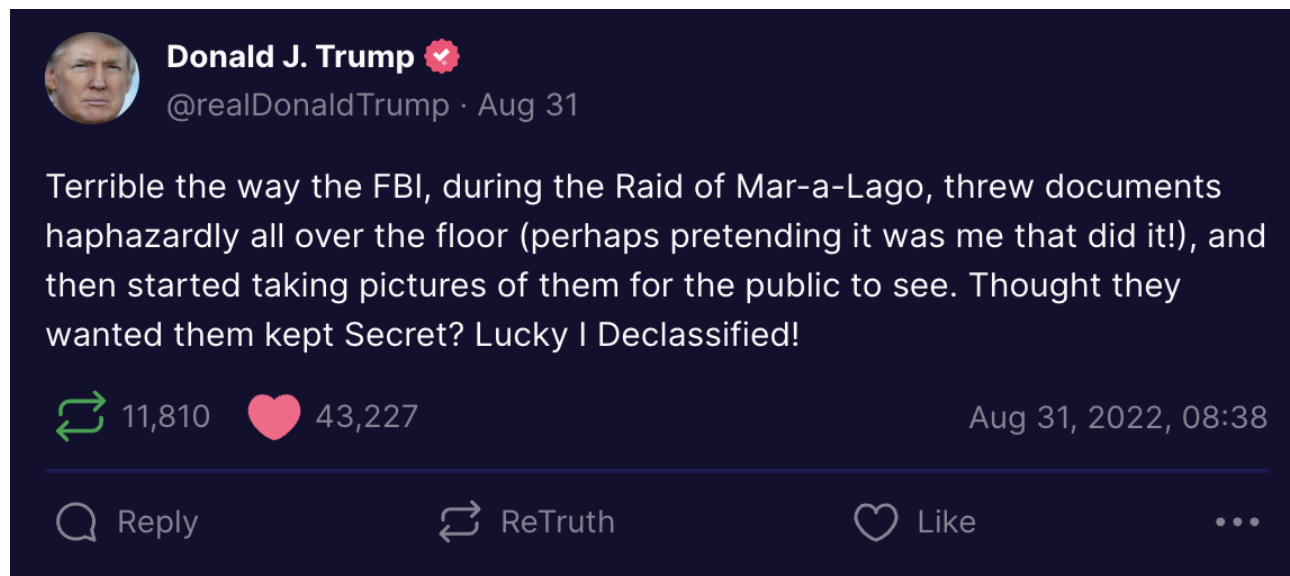 Donald J. Trump
@realDonaldTrump · Aug 31
Terrible the way the FBI, during the Raid of Mar-a-Lago, threw documents
haphazardly all over the floor (perhaps pretending it was me that did it!), and
then started taking pictures of them for the public to see. Thought they
wanted them kept Secret? Lucky I Declassified!
11,810 43,227 Aug 31, 2022, 08:38
Reply ReTruth Like